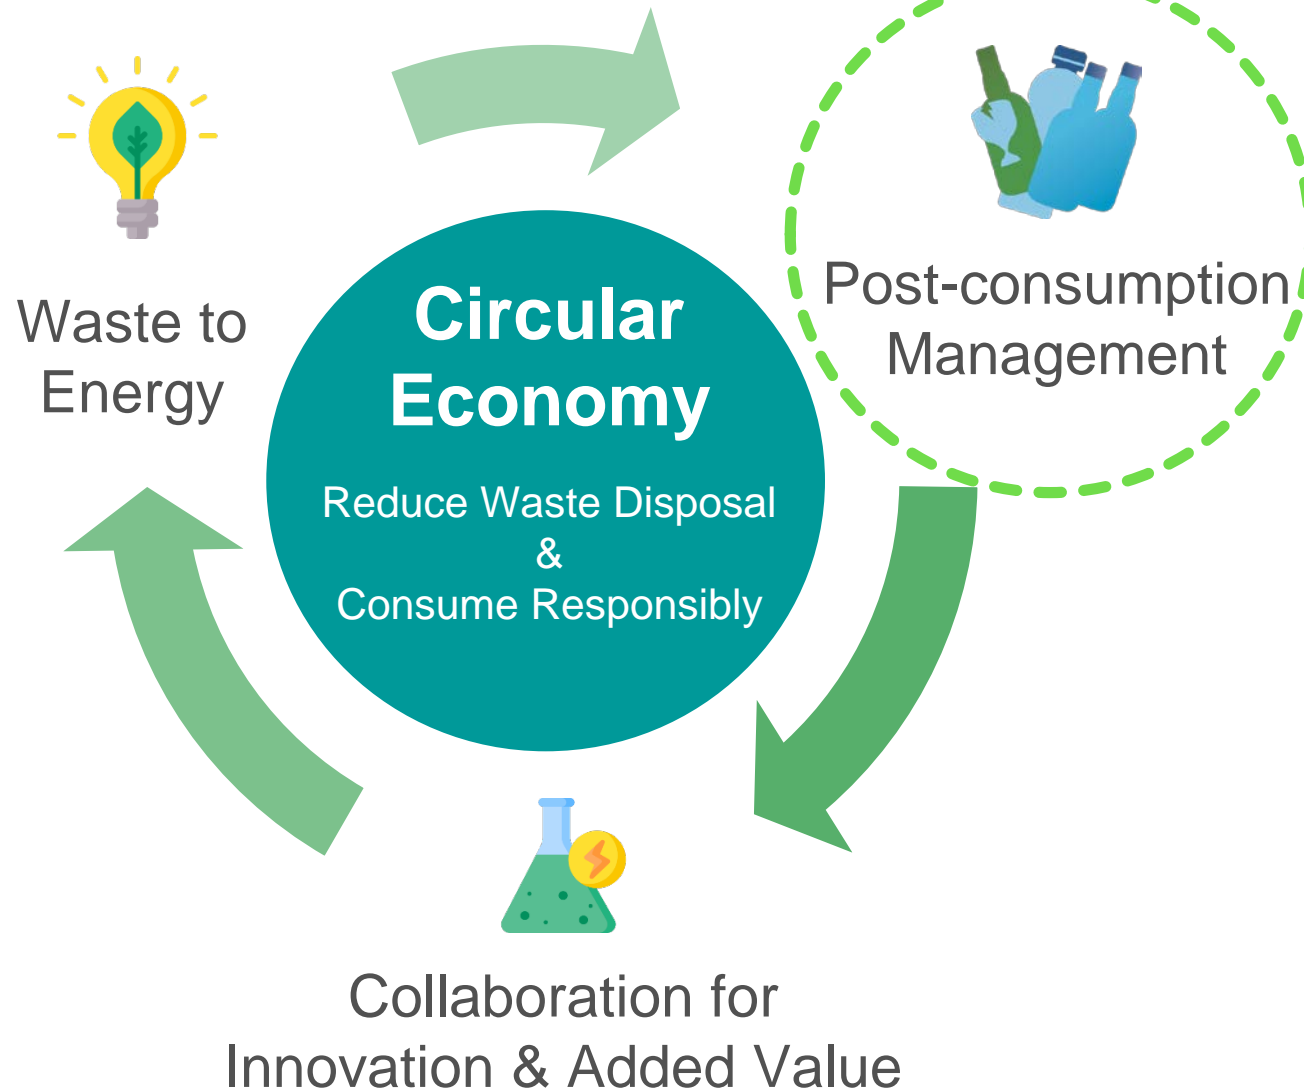 Waste to
Energy
Circular
Economy
Reduce Waste Disposal
&
Consume Responsibly
Post-consumption
Management
Collaboration for
Innovation & Added Value